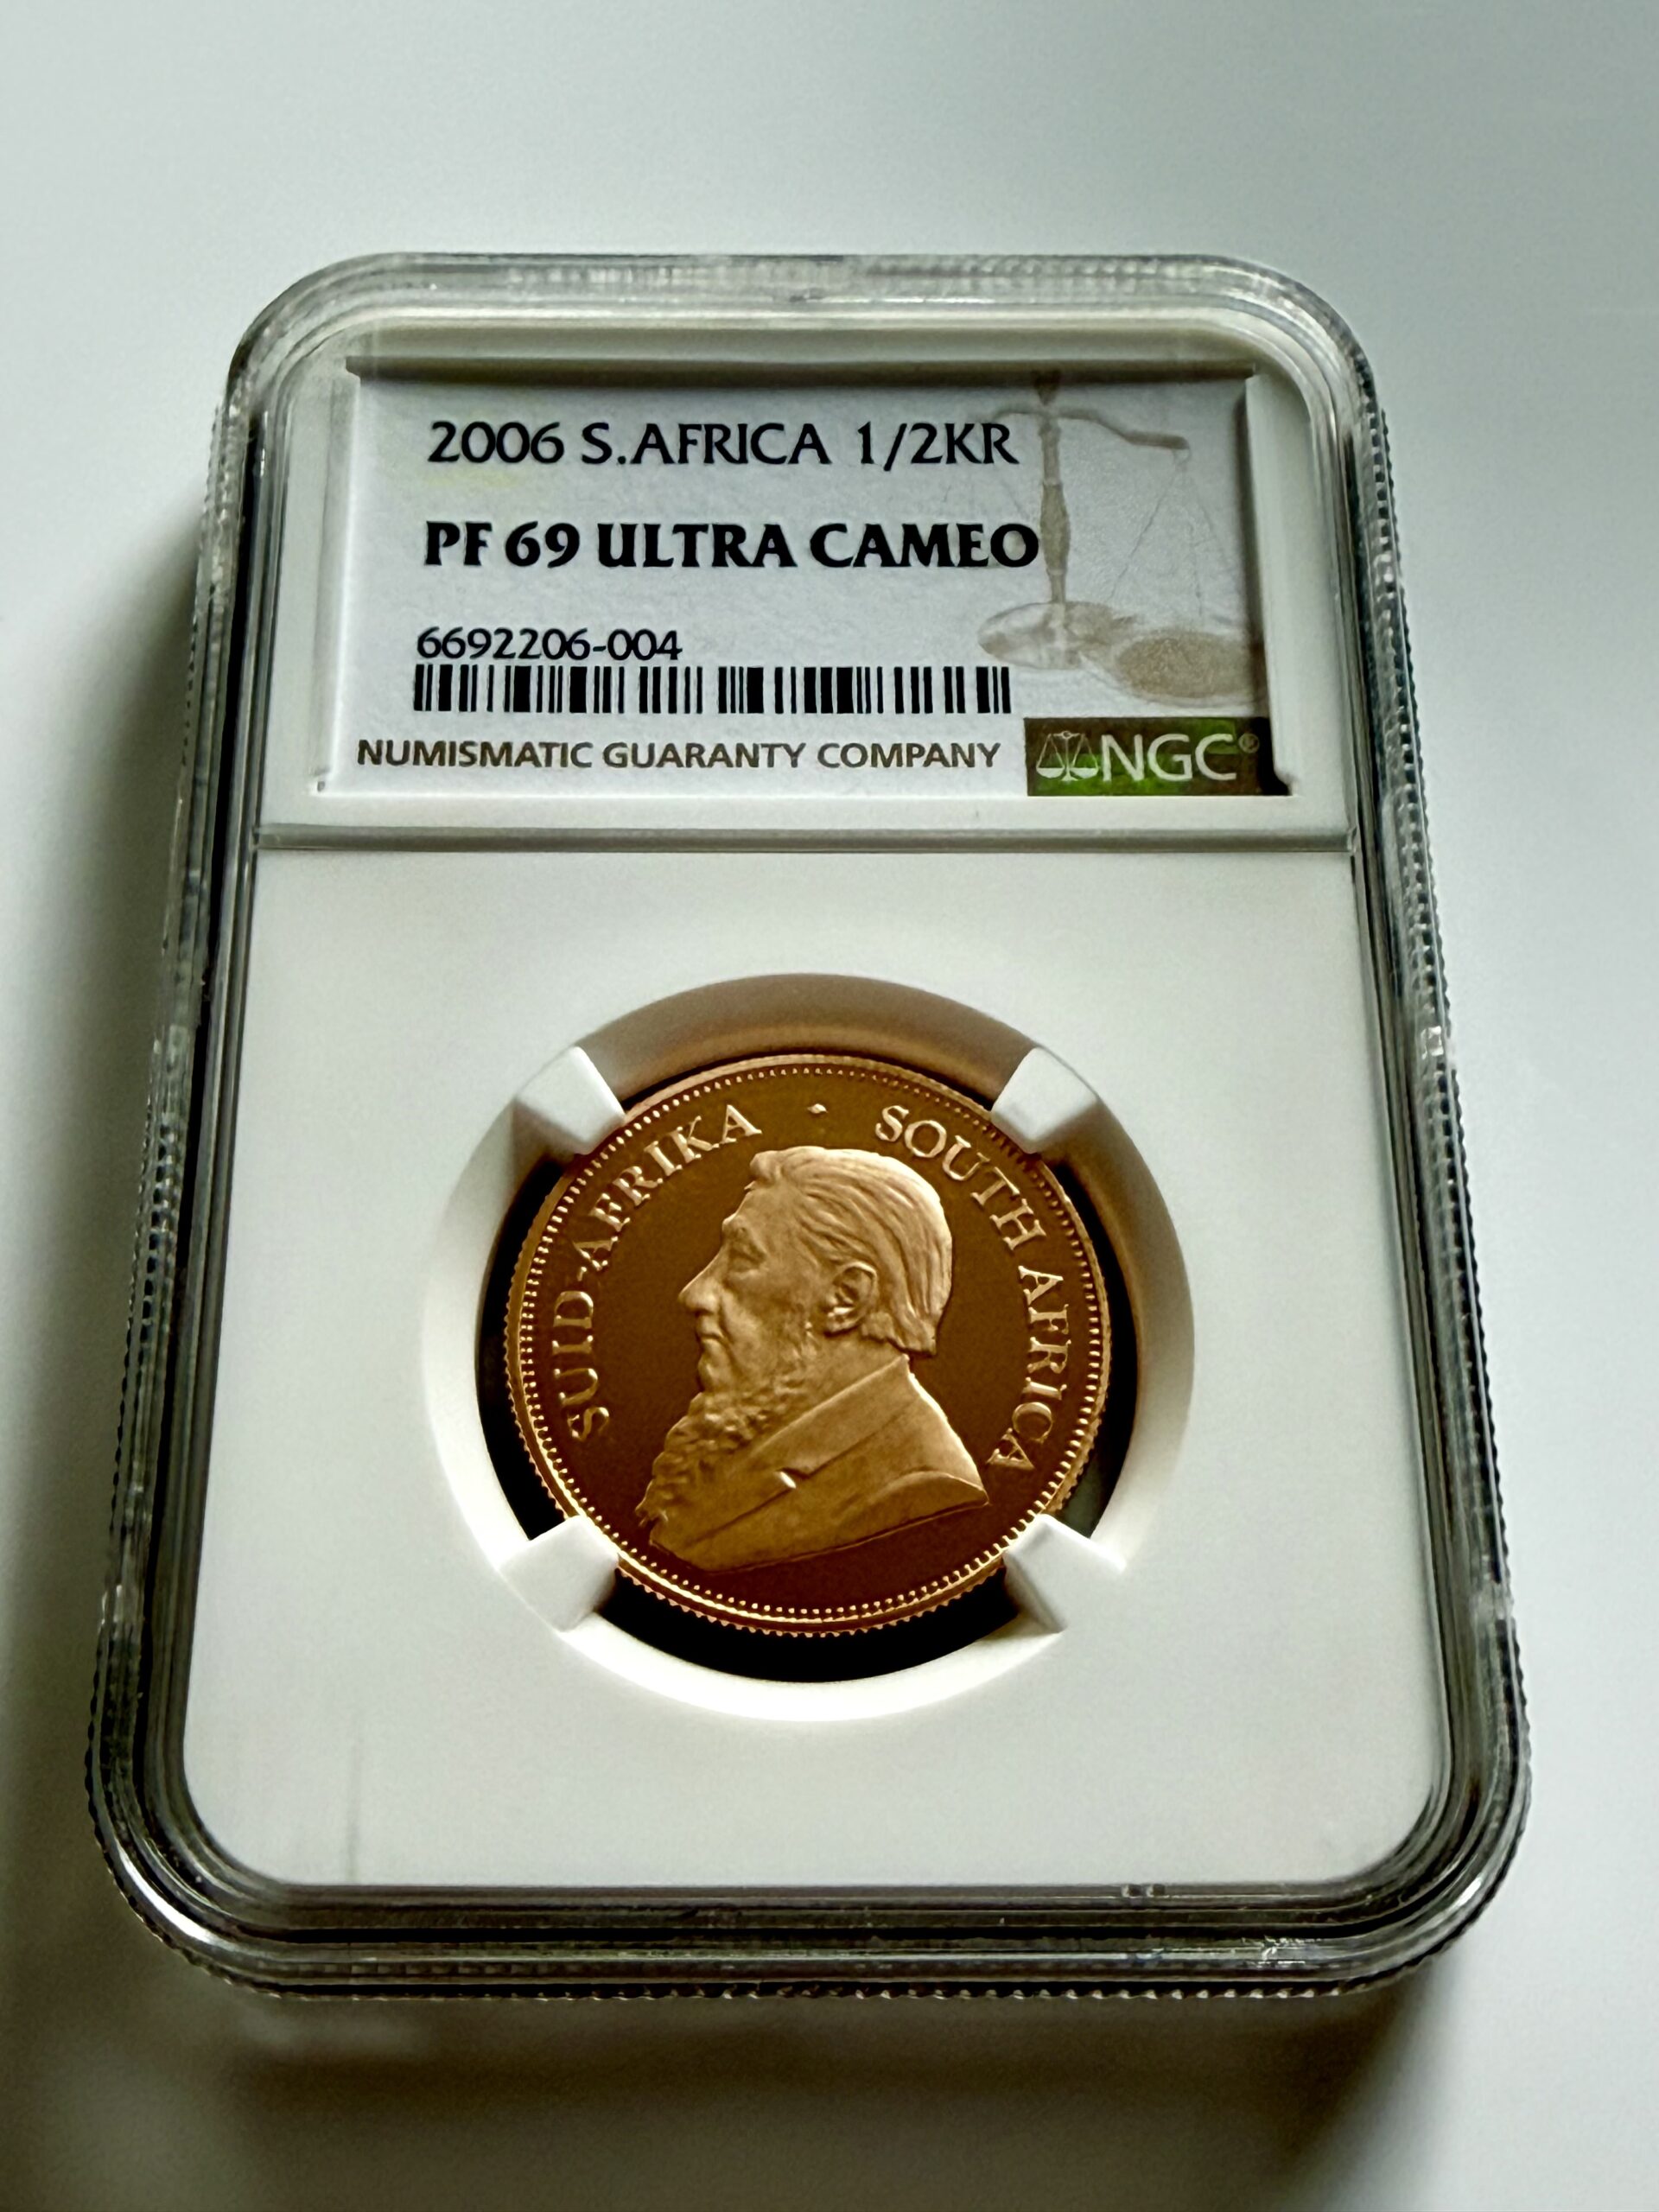 2006 S.AFRICA 1/2KR
PF 69 ULTRA CAMEO
6692206-004
NUMISMATIC GUARANTY COMPANY
NGC®
SUID-AFRIKA · SOUTH AFRICA